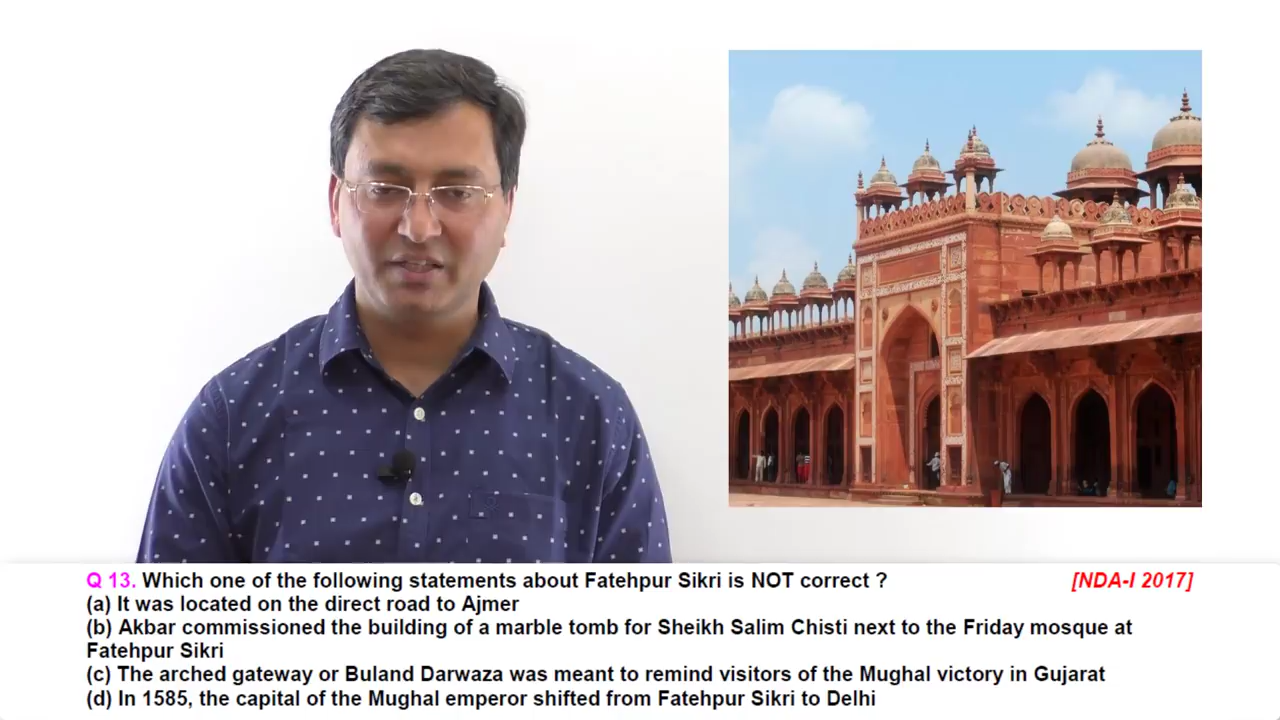 Q 13. Which one of the following statements about Fatehpur Sikri is NOT correct ? [NDA-I 2017]
(a) It was located on the direct road to Ajmer
(b) Akbar commissioned the building of a marble tomb for Sheikh Salim Chisti next to the Friday mosque at
Fatehpur Sikri
(c) The arched gateway or Buland Darwaza was meant to remind visitors of the Mughal victory in Gujarat
(d) In 1585, the capital of the Mughal emperor shifted from Fatehpur Sikri to Delhi